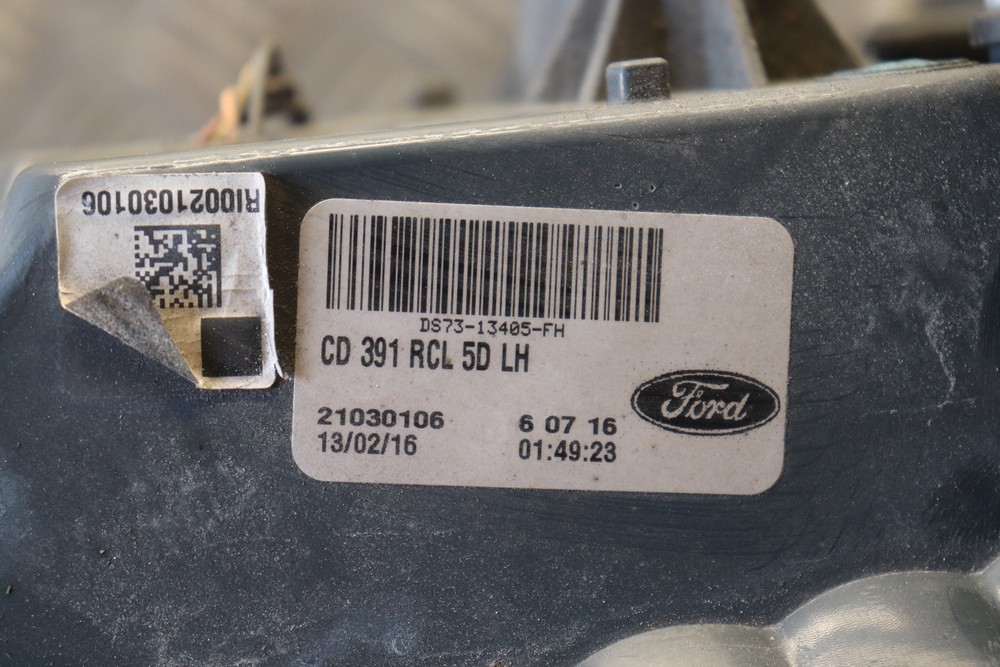 RI0021030106
DS73-13405-FH
CD 391 RCL 5D LH
Ford
21030106 6 07 16
13/02/16 01:49:23